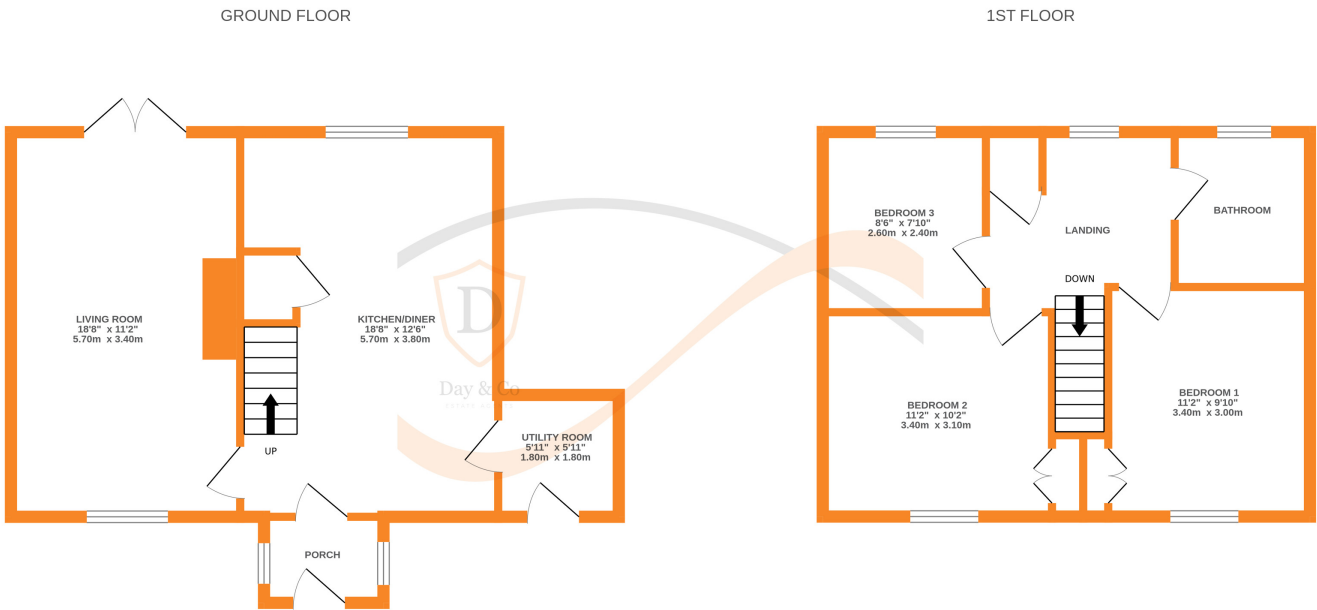 GROUND FLOOR
1ST FLOOR
LIVING ROOM
18'8" x 11'2"
5.70m x 3.40m
KITCHEN/DINER
18'8" x 12'6"
5.70m x 3.80m
UP
UTILITY ROOM
5'11" x 5'11"
1.80m x 1.80m
PORCH
D
Day & Co
BEDROOM 3
8'6" x 7'10"
2.60m x 2.40m
LANDING
DOWN
BATHROOM
BEDROOM 2
11'2" x 10'2"
3.40m x 3.10m
BEDROOM 1
11'2" x 9'10"
3.40m x 3.00m